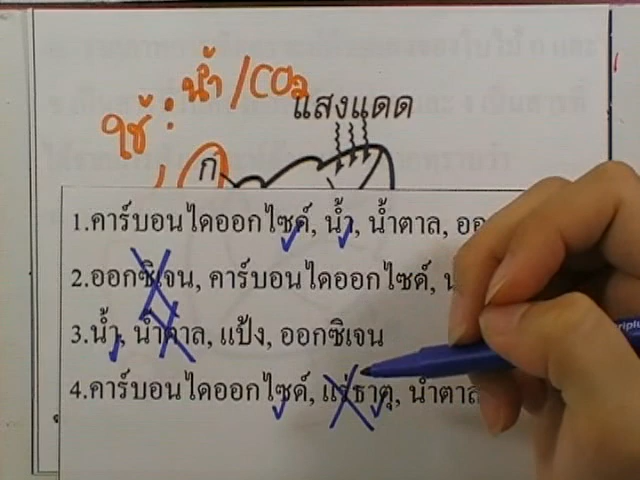 ใช้ : น้ำ / CO2
แสงแดด
ก
1.คาร์บอนไดออกไซด์, น้ำ, น้ำตาล,
2.ออกซิเจน, คาร์บอนไดออกไซด์,
3.น้ำ, น้ำตาล, แป้ง, ออกซิเจน
4.คาร์บอนไดออกไซด์, แร่ธาตุ, น้ำตาล